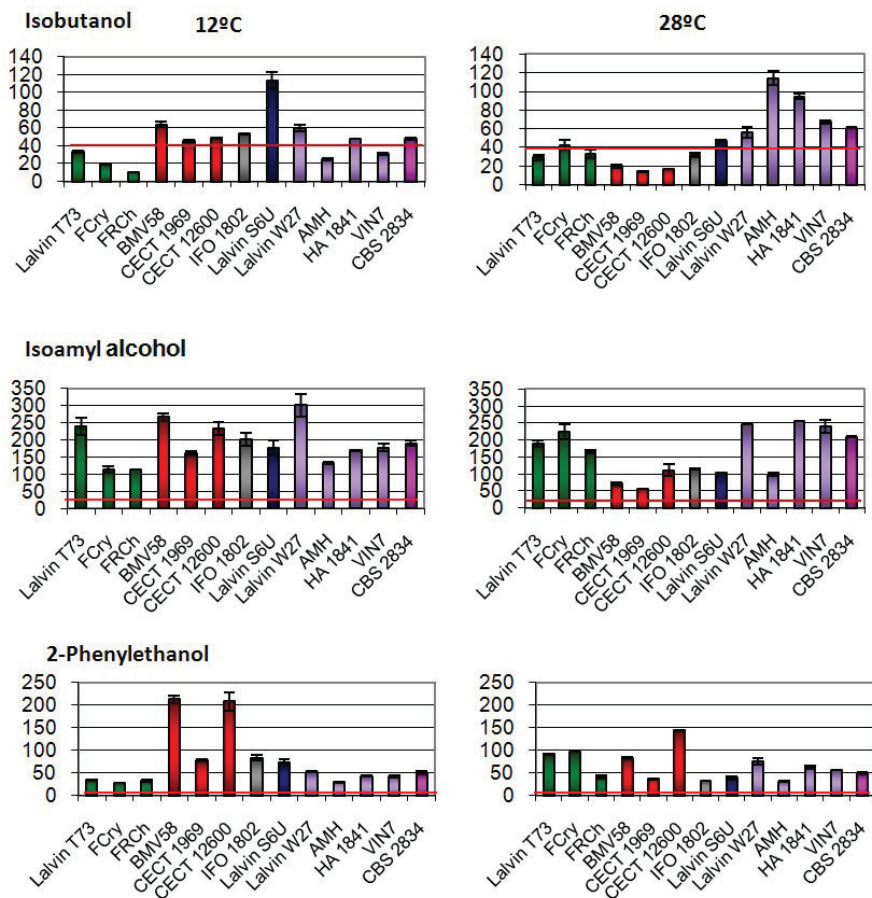 Isobutanol
12ºC
28ºC
140
120
100
80
60
40
20
0
Lalvin T73
FCry
FRCh
BMV58
CECT 1969
CECT 12600
IFO 1802
Lalvin S6U
Lalvin W27
AMH
HA 1841
VIN7
CBS 2834
140
120
100
80
60
40
20
0
Lalvin T73
FCry
FRCh
BMV58
CECT 1969
CECT 12600
IFO 1802
Lalvin S6U
Lalvin W27
AMH
HA 1841
VIN7
CBS 2834
Isoamyl alcohol
350
300
250
200
150
100
50
0
Lalvin T73
FCry
FRCh
BMV58
CECT 1969
CECT 12600
IFO 1802
Lalvin S6U
Lalvin W27
AMH
HA 1841
VIN7
CBS 2834
350
300
250
200
150
100
50
0
Lalvin T73
FCry
FRCh
BMV58
CECT 1969
CECT 12600
IFO 1802
Lalvin S6U
Lalvin W27
AMH
HA 1841
VIN7
CBS 2834
2-Phenylethanol
250
200
150
100
50
0
Lalvin T73
FCry
FRCh
BMV58
CECT 1969
CECT 12600
IFO 1802
Lalvin S6U
Lalvin W27
AMH
HA 1841
VIN7
CBS 2834
250
200
150
100
50
0
Lalvin T73
FCry
FRCh
BMV58
CECT 1969
CECT 12600
IFO 1802
Lalvin S6U
Lalvin W27
AMH
HA 1841
VIN7
CBS 2834